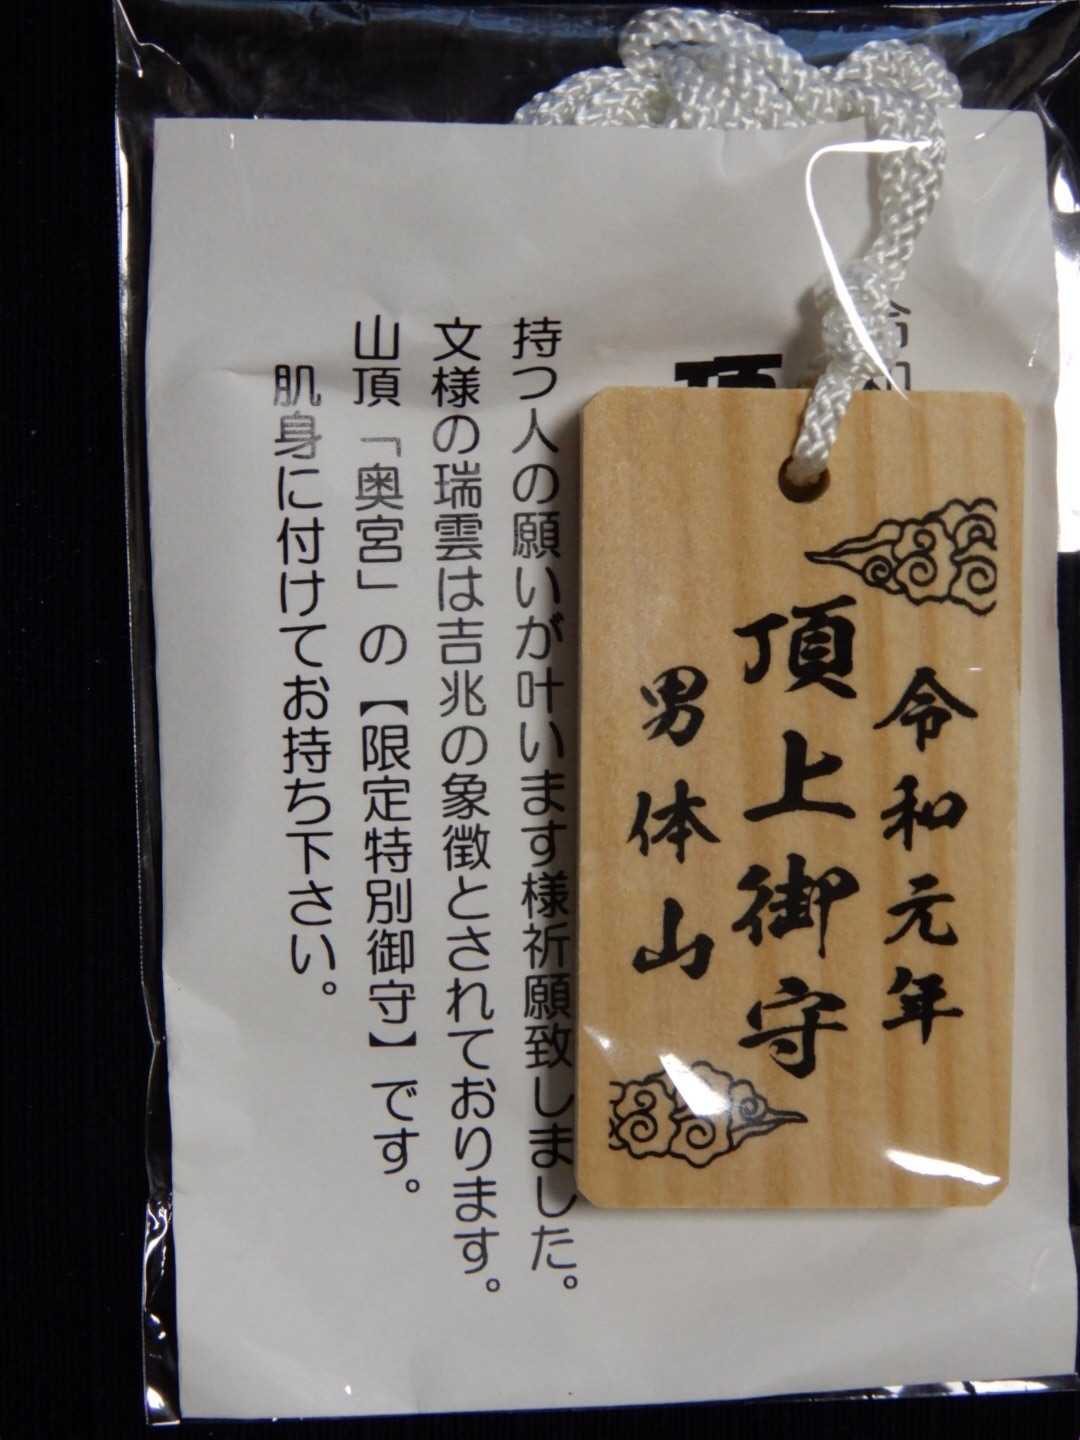 令和元年
頂上御守
男体山
頂
持つ人の願いが叶います様祈願致しました。
文様の瑞雲は吉兆の象徴とされております。
山頂「奥宮」の【限定特別御守】です。
肌身に付けてお持ち下さい。